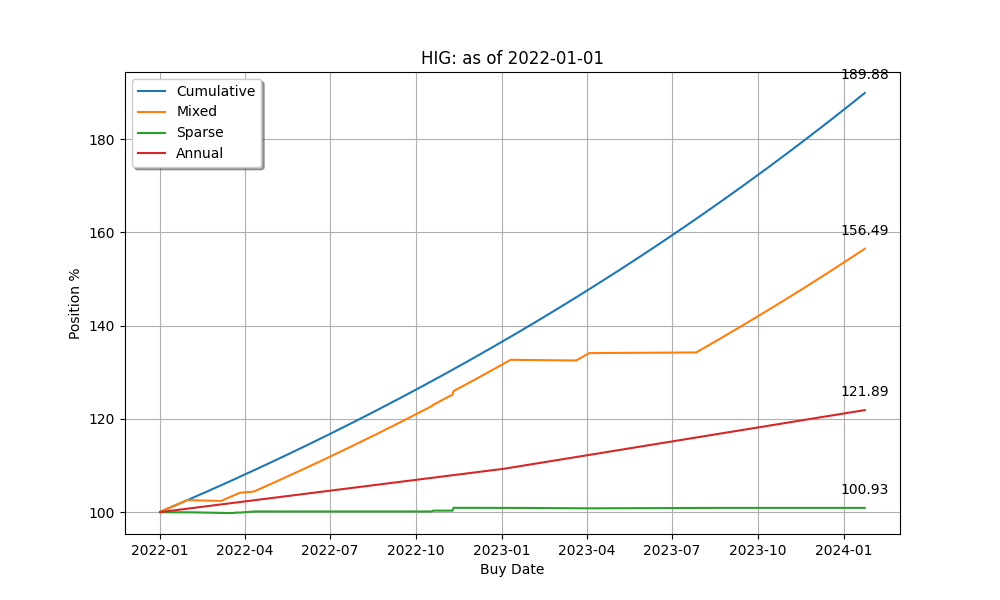 HIG: as of 2022-01-01
189.88
Cumulative
Mixed
Sparse
Annual
180
160
140
120
100
156.49
121.89
100.93
Position %
2022-01 2022-04 2022-07 2022-10 2023-01 2023-04 2023-07 2023-10 2024-01
Buy Date